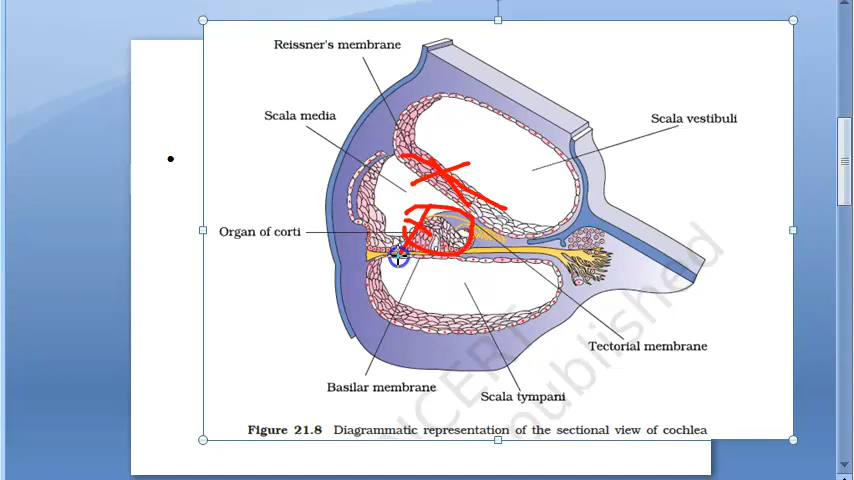 Reissner's membrane
Scala media
Scala vestibuli
Organ of corti
Tectorial membrane
Basilar membrane
Scala tympani
Figure 21.8 Diagrammatic representation of the sectional view of cochlea